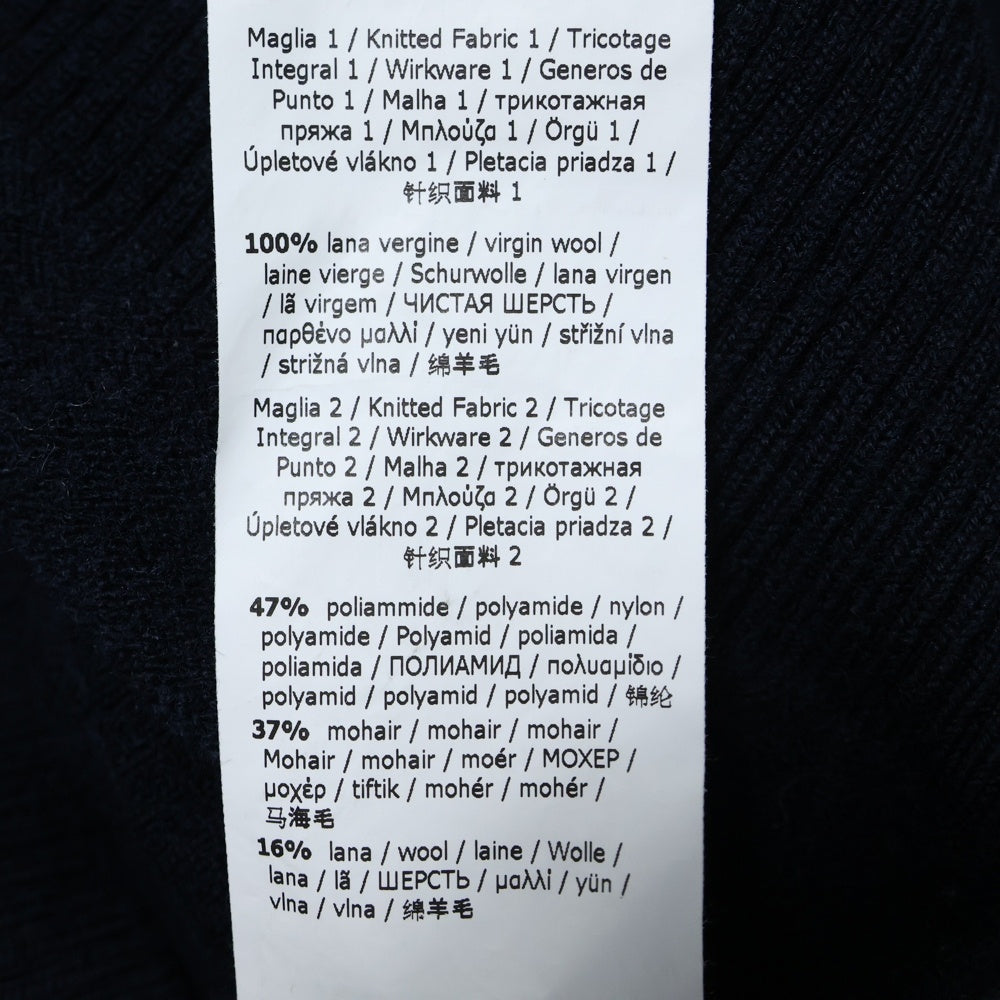 Maglia 1 / Knitted Fabric 1 / Tricotage
Integral 1 / Wirkware 1 / Generos de
Punto 1 / Malha 1 / трикотажная
пряжа 1 / Μπλούζα 1 / Örgü 1 /
Úpletové vlákno 1 / Pletacia priadza 1 /
针织面料 1
100% lana vergine / virgin wool /
laine vierge / Schurwolle / lana virgen
/ lã virgem / ЧИСТАЯ ШЕРСТЬ /
παρθένο μαλλί / yeni yün / střižní vlna
/ strižná vlna / 绵羊毛
Maglia 2 / Knitted Fabric 2 / Tricotage
Integral 2 / Wirkware 2 / Generos de
Punto 2 / Malha 2 / трикотажная
пряжа 2 / Μπλούζα 2 / Örgü 2 /
Úpletové vlákno 2 / Pletacia priadza 2 /
针织面料 2
47% poliammide / polyamide / nylon /
polyamide / Polyamid / poliamida /
poliamida / ПОЛИАМИД / πολυαμίδιο /
polyamid / polyamid / polyamid / 锦纶
37% mohair / mohair / mohair /
Mohair / mohair / moér / МОХЕР /
μοχέρ / tiftik / mohér / mohér /
马海毛
16% lana / wool / laine / Wolle /
lana / lã / ШЕРСТЬ / μαλλί / yün /
vlna / vlna / 绵羊毛